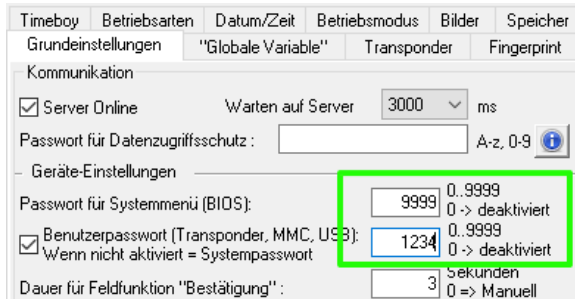 Timeboy Betriebsarten Datum/Zeit Betriebsmodus Bilder Speicher
Grundeinstellungen "Globale Variable" Transponder Fingerprint
Kommunikation
Server Online Warten auf Server 3000 ms
Passwort für Datenzugriffsschutz : A-z, 0-9
Geräte-Einstellungen
Passwort für Systemmenü (BIOS): 9999 0..9999
0 -> deaktiviert
Benutzerpasswort (Transponder, MMC, USB): 1234 0..9999
Wenn nicht aktiviert = Systempasswort 0 -> deaktiviert
Dauer für Feldfunktion "Bestätigung" : 3 Sekunden
0 => Manuell